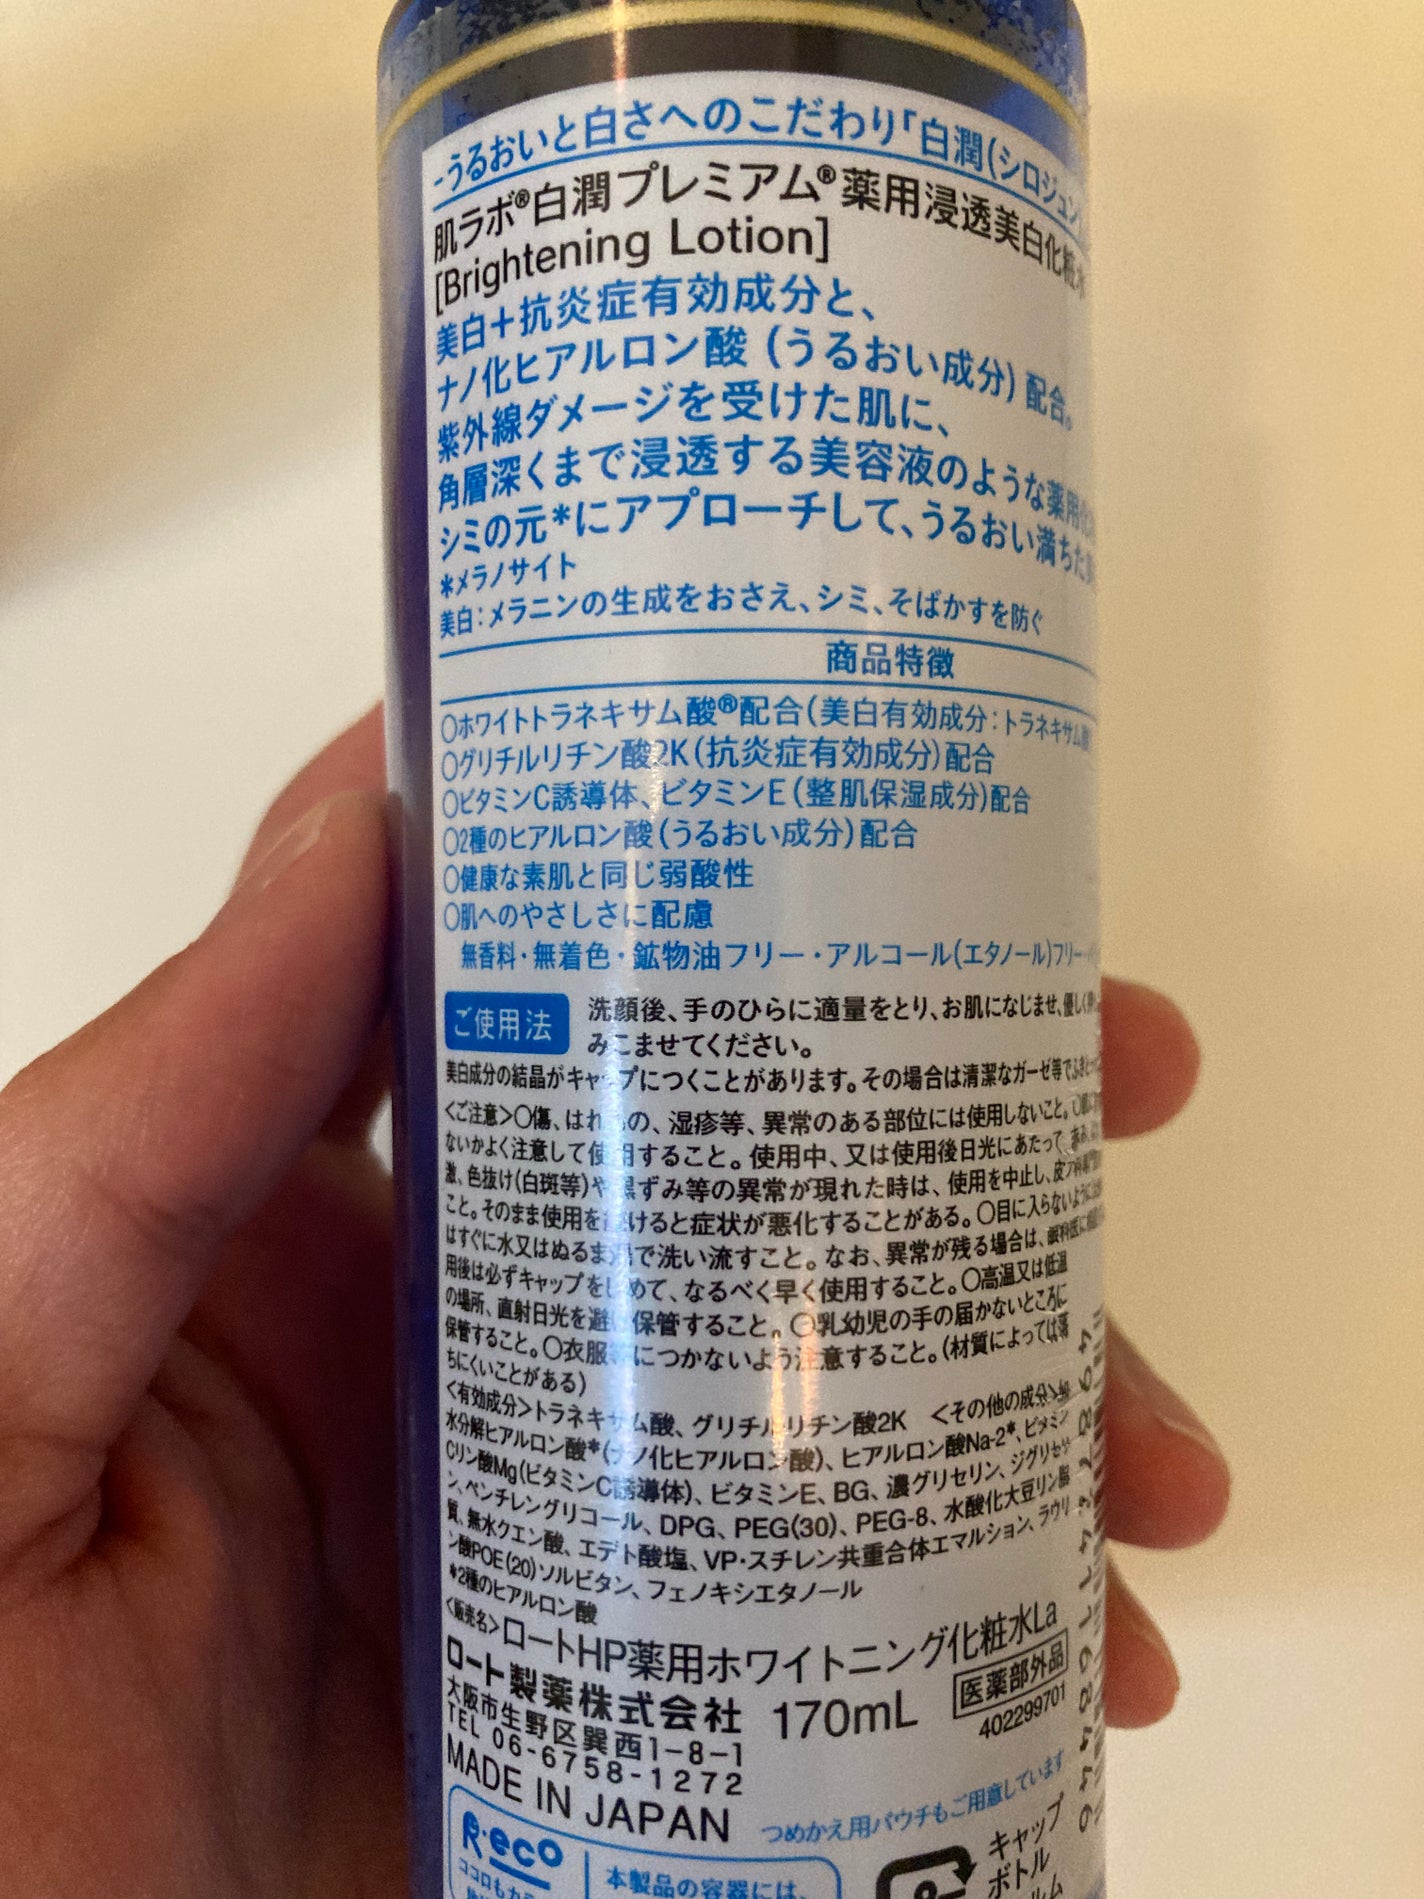 -うるおいと白さへのこだわり「白潤(シロジュン
肌ラボ®白潤プレミアム®薬用浸透美白化粧水
[Brightening Lotion]
美白+抗炎症有効成分と、
ナノ化ヒアルロン酸(うるおい成分)配合。
紫外線ダメージを受けた肌に、
角層深くまで浸透する美容液のような薬用化
シミの元*にアプローチして、うるおい満ちた
*メラノサイト
美白:メラニンの生成をおさえ、シミ、そばかすを防ぐ
商品特徴
○ホワイトトラネキサム酸®配合(美白有効成分:トラネキサム酸
○グリチルリチン酸2K(抗炎症有効成分)配合
○ビタミンC誘導体、ビタミンE(整肌保湿成分)配合
○2種のヒアルロン酸(うるおい成分)配合
○健康な素肌と同じ弱酸性
○肌へのやさしさに配慮
無香料・無着色・鉱物油フリー・アルコール(エタノール)フリー・
ご使用法
洗顔後、手のひらに適量をとり、お肌になじませ、優しく
みこませてください。
美白成分の結晶がキャップにつくことがあります。その場合は清潔なガーゼ等でふき
<ご注意>○傷、はれもの、湿疹等、異常のある部位には使用しないこと。
ないかよく注意して使用すること。使用中、又は使用後日光にあたって、
激、色抜け(白斑等)や黒ずみ等の異常が現れた時は、使用を中止し、皮フ科専門
こと。そのまま使用を続けると症状が悪化することがある。○目に入らないように
はすぐに水又はぬるま湯で洗い流すこと。なお、異常が残る場合は、眼科医に
用後は必ずキャップをしめて、なるべく早く使用すること。○高温又は低温
の場所、直射日光を避け保管すること。○乳幼児の手の届かないところに
保管すること。○衣服等につかないよう注意すること。(材質によっては落
ちにくいことがある)
<有効成分>トラネキサム酸、グリチルリチン酸2K <その他の成分>加
水分解ヒアルロン酸*(ナノ化ヒアルロン酸)、ヒアルロン酸Na-2*、ビタミン
Cリン酸Mg(ビタミンC誘導体)、ビタミンE、BG、濃グリセリン、ジグリセリ
ン、ペンチレングリコール、DPG、PEG(30)、PEG-8、水酸化大豆リン脂
質、無水クエン酸、エデト酸塩、VP・スチレン共重合体エマルション、ラウリ
ン酸POE(20)ソルビタン、フェノキシエタノール
*2種のヒアルロン酸
<販売名>ロートHP薬用ホワイトニング化粧水La
ロート製薬株式会社 170mL 医薬部外品
大阪市生野区巽西1-8-1 402299701
TEL 06-6758-1272
MADE IN JAPAN
つめかえ用パウチもご用意しています
R・eco
ココロもカ
本製品の容器には、
キャップ
ボトル
ルム